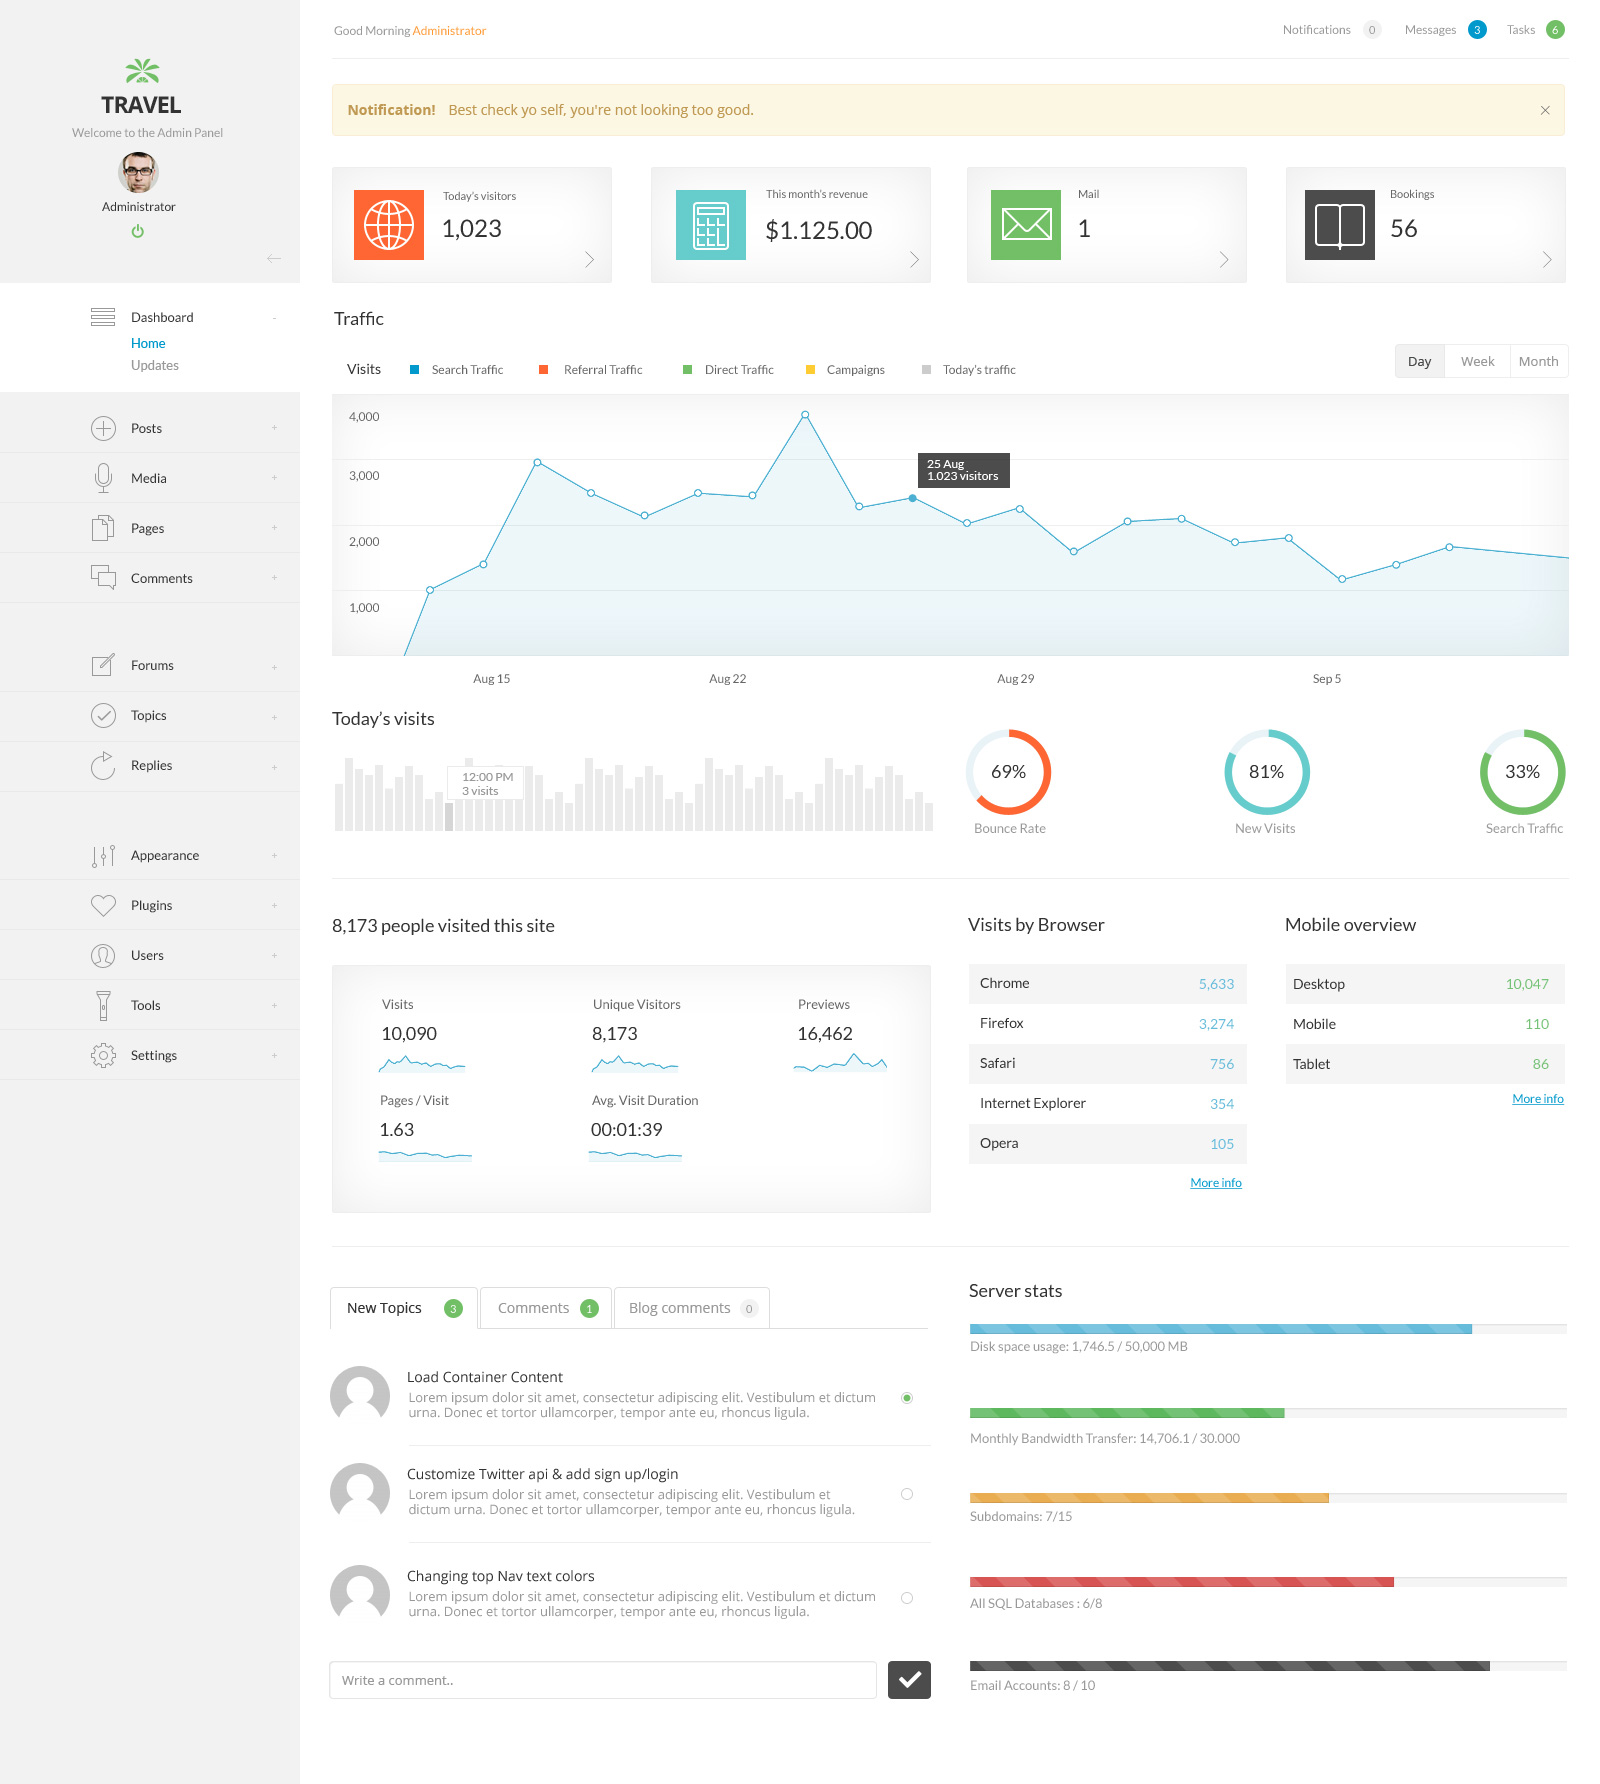 TRAVEL
Welcome to the Admin Panel
Administrator
Dashboard -
Home
Updates
Posts +
Media +
Pages +
Comments +
Forums +
Topics +
Replies +
Appearance +
Plugins +
Users +
Tools +
Settings +
Good Morning Administrator
Notifications 0 Messages 3 Tasks 6
Notification! Best check yo self, you're not looking too good. ×
Today's visitors
1,023
This month's revenue
$1.125.00
Mail
1
Bookings
56
Traffic
Visits Search Traffic Referral Traffic Direct Traffic Campaigns Today's traffic
Day Week Month
4,000
3,000
2,000
1,000
25 Aug
1.023 visitors
Aug 15 Aug 22 Aug 29 Sep 5
Today's visits
12:00 PM
3 visits
69%
Bounce Rate
81%
New Visits
33%
Search Traffic
8,173 people visited this site
Visits
10,090
Unique Visitors
8,173
Previews
16,462
Pages / Visit
1.63
Avg. Visit Duration
00:01:39
Visits by Browser
Chrome 5,633
Firefox 3,274
Safari 756
Internet Explorer 354
Opera 105
More info
Mobile overview
Desktop 10,047
Mobile 110
Tablet 86
More info
New Topics 3 Comments 1 Blog comments 0
Load Container Content
Lorem ipsum dolor sit amet, consectetur adipiscing elit. Vestibulum et dictum
urna. Donec et tortor ullamcorper, tempor ante eu, rhoncus ligula.
Customize Twitter api & add sign up/login
Lorem ipsum dolor sit amet, consectetur adipiscing elit. Vestibulum et
dictum urna. Donec et tortor ullamcorper, tempor ante eu, rhoncus ligula.
Changing top Nav text colors
Lorem ipsum dolor sit amet, consectetur adipiscing elit. Vestibulum et dictum
urna. Donec et tortor ullamcorper, tempor ante eu, rhoncus ligula.
Write a comment..
Server stats
Disk space usage: 1,746.5 / 50,000 MB
Monthly Bandwidth Transfer: 14,706.1 / 30.000
Subdomains: 7/15
All SQL Databases : 6/8
Email Accounts: 8 / 10